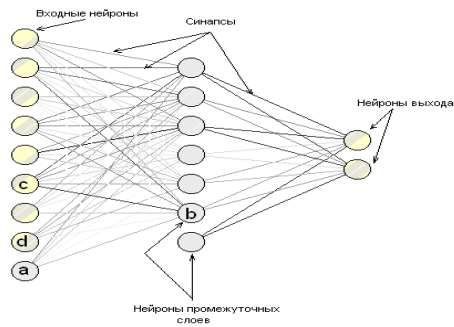 Входные нейроны
Синапсы
Нейроны выхода
c
b
d
a
Нейроны промежуточных
слоев